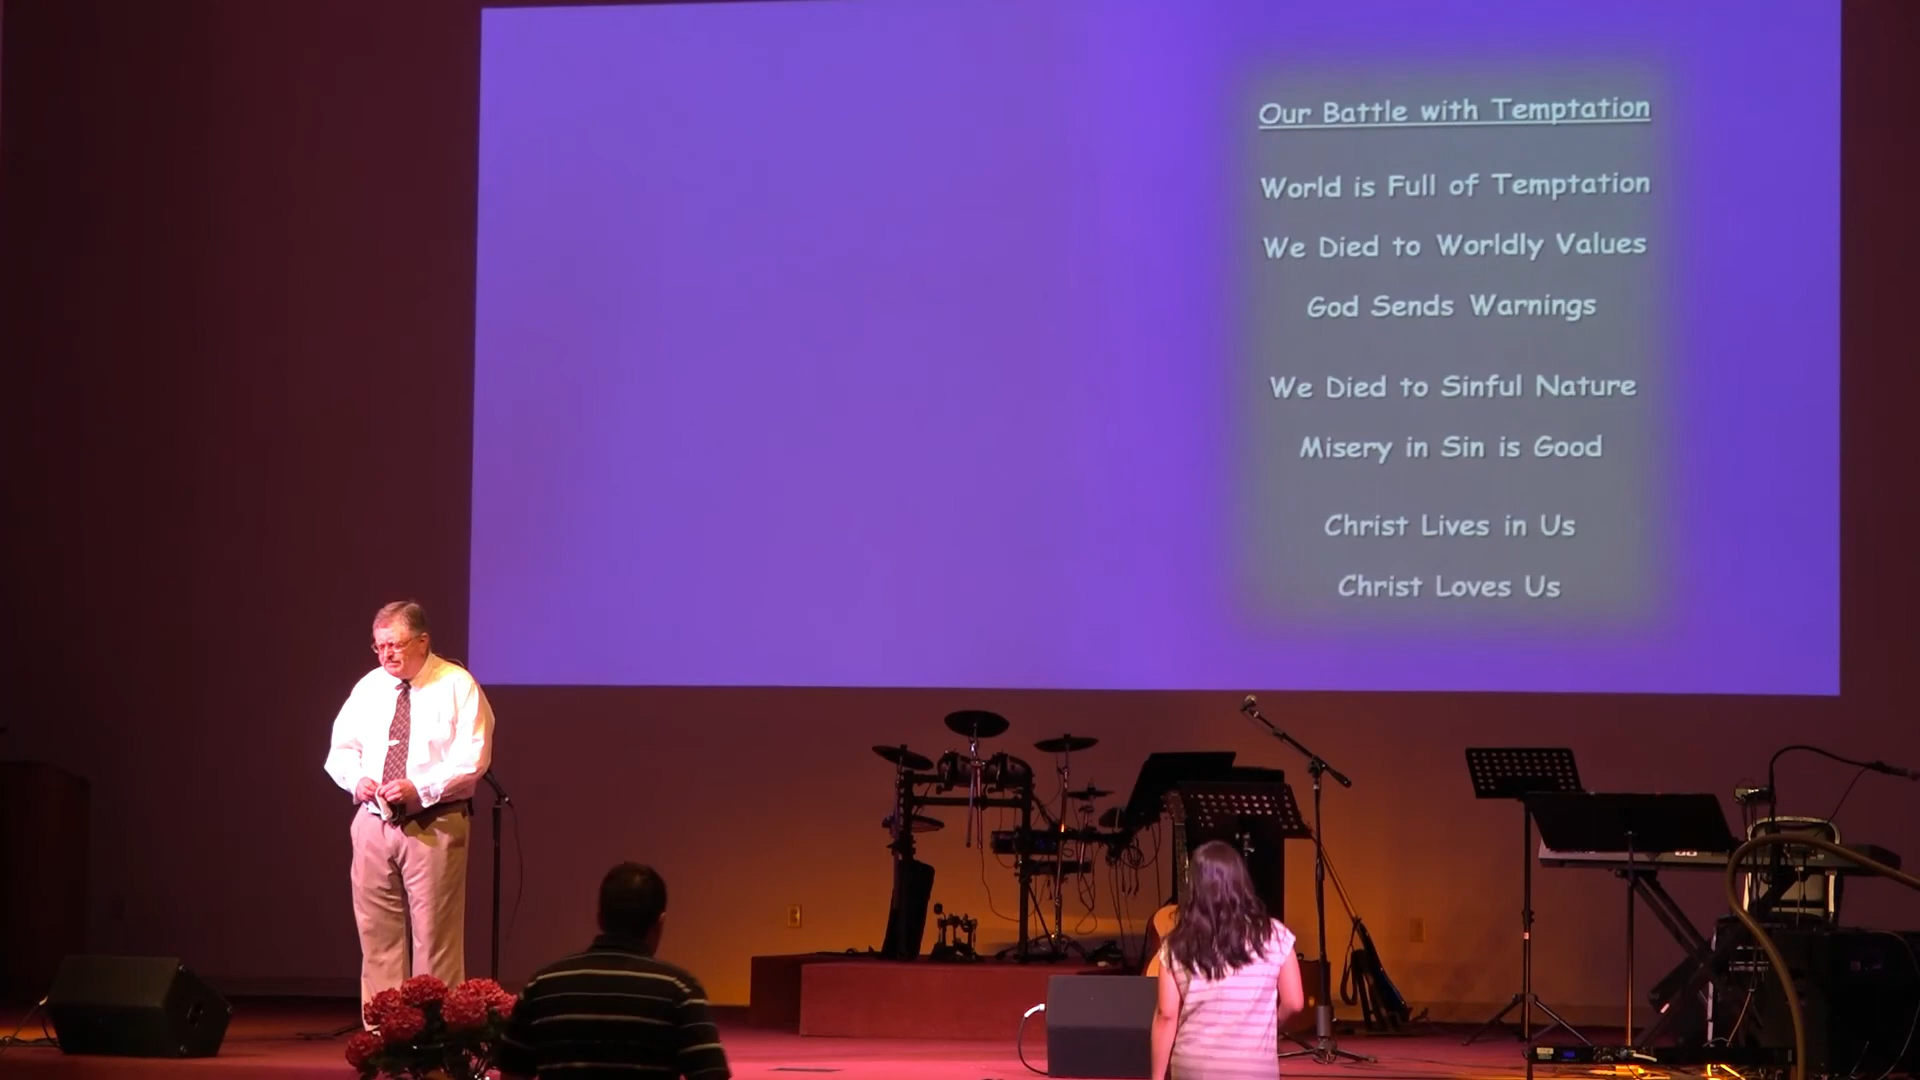 Our Battle with Temptation
World is Full of Temptation
We Died to Worldly Values
God Sends Warnings
We Died to Sinful Nature
Misery in Sin is Good
Christ Lives in Us
Christ Loves Us